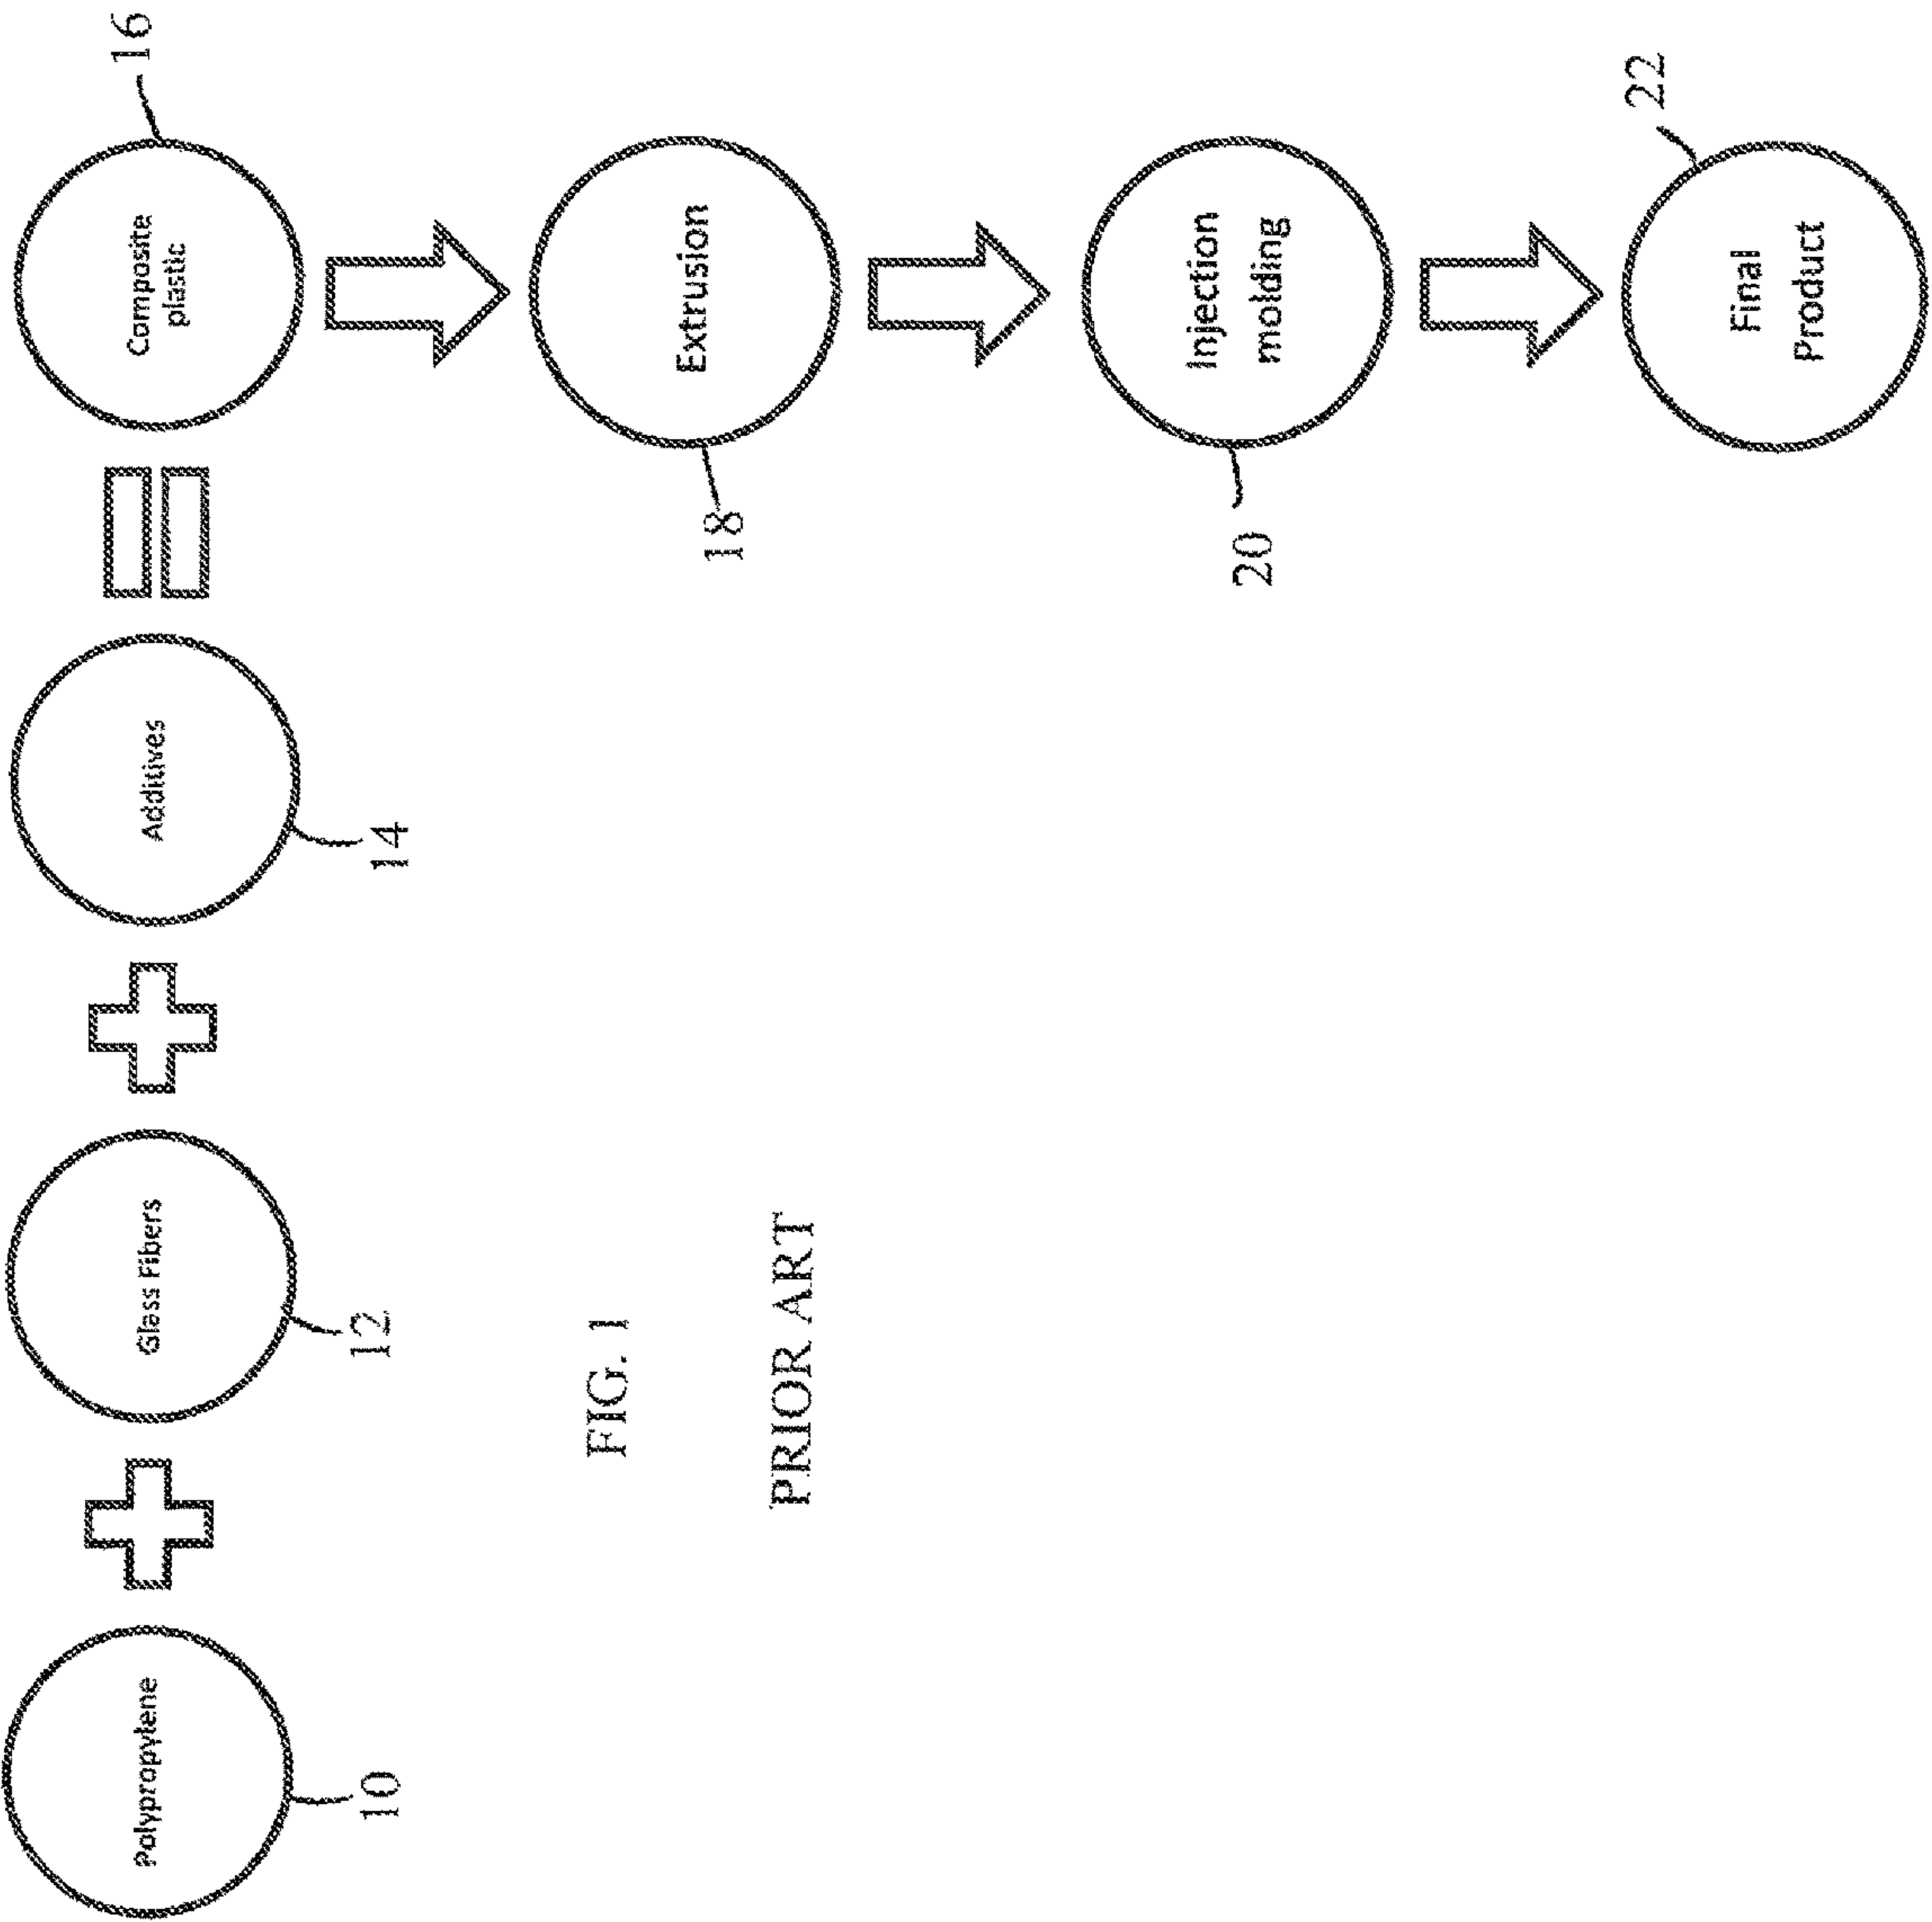 Polypropylene
10
Glass Fibers
12
Additives
14
Composite
plastic
16
Extrusion
18
Injection
molding
20
Final
Product
22
FIG. 1
PRIOR ART